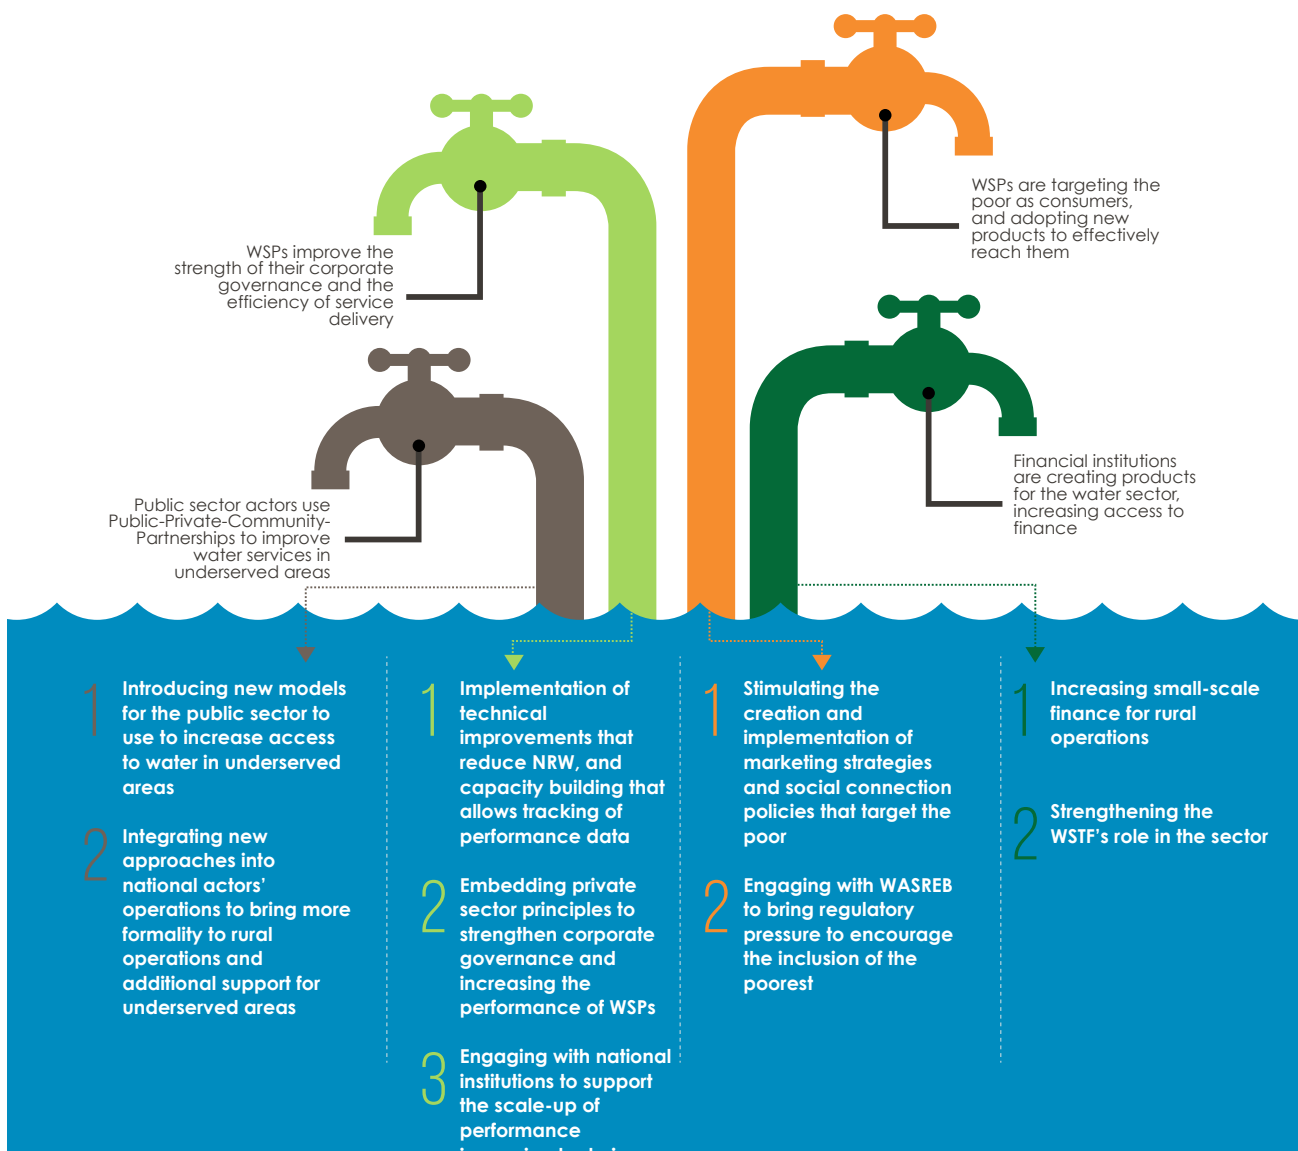 WSPs are targeting the
poor as consumers,
and adopting new
products to effectively
reach them
WSPs improve the
strength of their corporate
governance and the
efficiency of service
delivery
Financial institutions
are creating products
for the water sector,
increasing access to
finance
Public sector actors use
Public-Private-Community-
Partnerships to improve
water services in
underserved areas
1
Introducing new models
for the public sector to
use to increase access
to water in underserved
areas
2
Integrating new
approaches into
national actors’
operations to bring more
formality to rural
operations and
additional support for
underserved areas
1
Implementation of
technical
improvements that
reduce NRW, and
capacity building that
allows tracking of
performance data
2
Embedding private
sector principles to
strengthen corporate
governance and
increasing the
performance of WSPs
3
Engaging with national
institutions to support
the scale-up of
performance
1
Stimulating the
creation and
implementation of
marketing strategies
and social connection
policies that target the
poor
2
Engaging with WASREB
to bring regulatory
pressure to encourage
the inclusion of the
poorest
1
Increasing small-scale
finance for rural
operations
2
Strengthening the
WSTF’s role in the sector